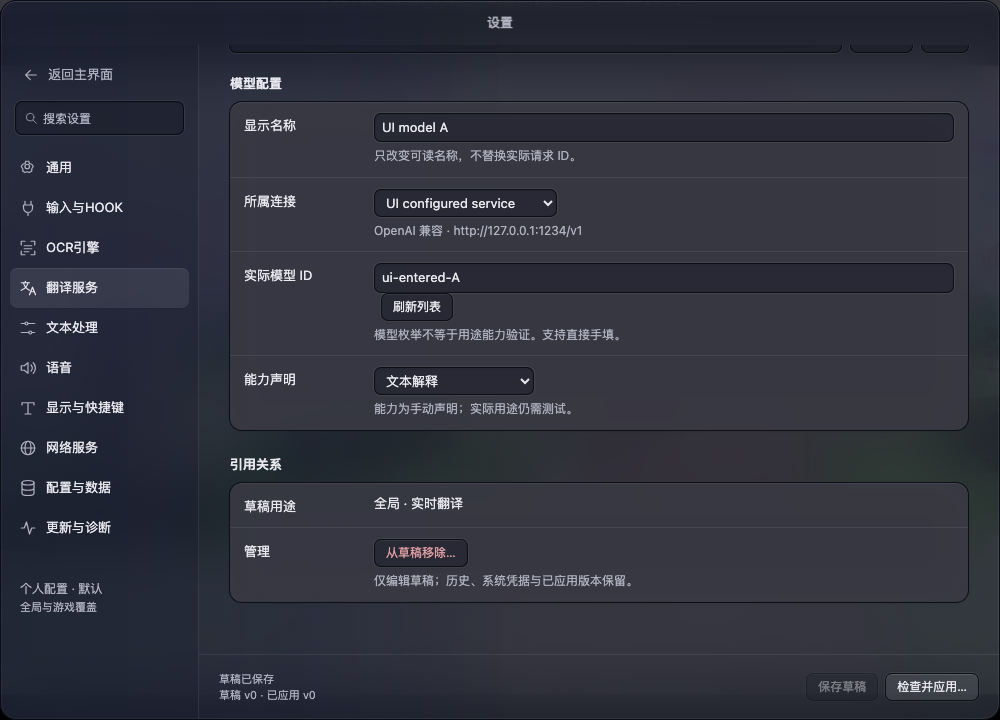 设置
返回主界面
搜索设置
通用
输入与HOOK
OCR引擎
翻译服务
文本处理
语音
显示与快捷键
网络服务
配置与数据
更新与诊断
个人配置 · 默认
全局与游戏覆盖
模型配置
显示名称
UI model A
只改变可读名称，不替换实际请求 ID。
所属连接
UI configured service
OpenAI 兼容 · http://127.0.0.1:1234/v1
实际模型 ID
ui-entered-A
刷新列表
模型枚举不等于用途能力验证。支持直接手填。
能力声明
文本解释
能力为手动声明；实际用途仍需测试。
引用关系
草稿用途
全局 · 实时翻译
管理
从草稿移除...
仅编辑草稿；历史、系统凭据与已应用版本保留。
草稿已保存
草稿 v0 · 已应用 v0
保存草稿
检查并应用...